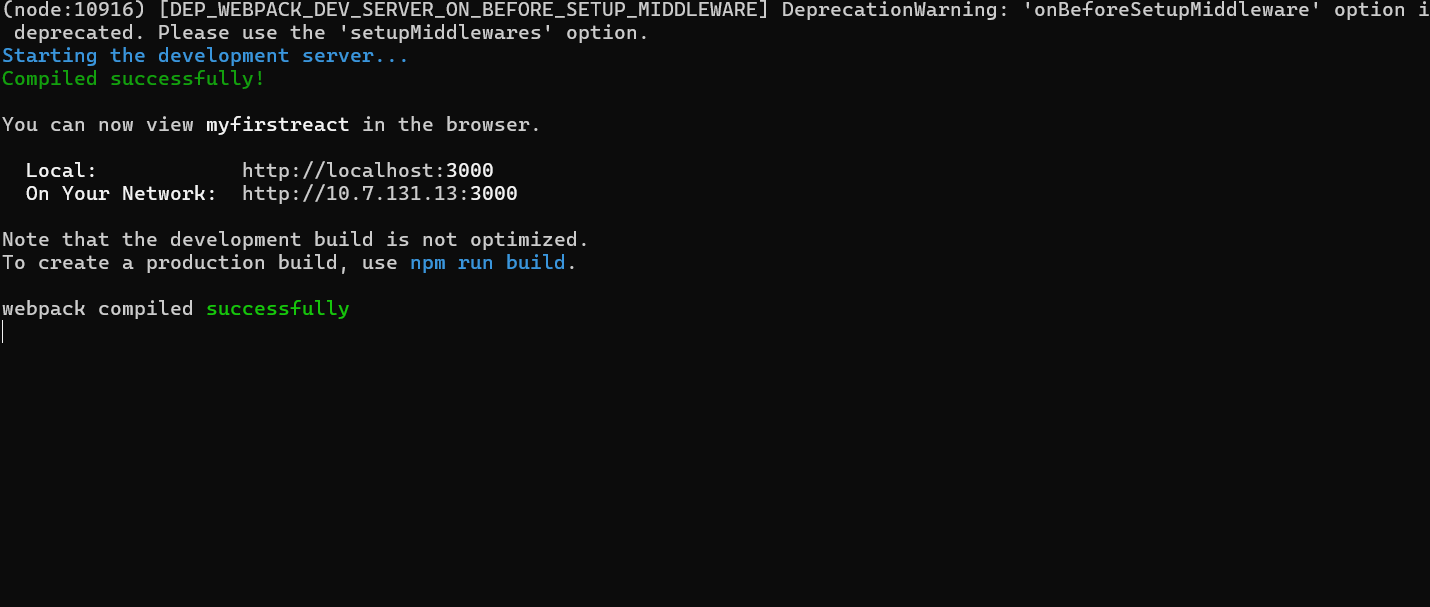 (node:10916) [DEP_WEBPACK_DEV_SERVER_ON_BEFORE_SETUP_MIDDLEWARE] DeprecationWarning: 'onBeforeSetupMiddleware' option i
deprecated. Please use the 'setupMiddlewares' option.
Starting the development server...
Compiled successfully!
You can now view myfirstreact in the browser.
Local: http://localhost:3000
On Your Network: http://10.7.131.13:3000
Note that the development build is not optimized.
To create a production build, use npm run build.
webpack compiled successfully